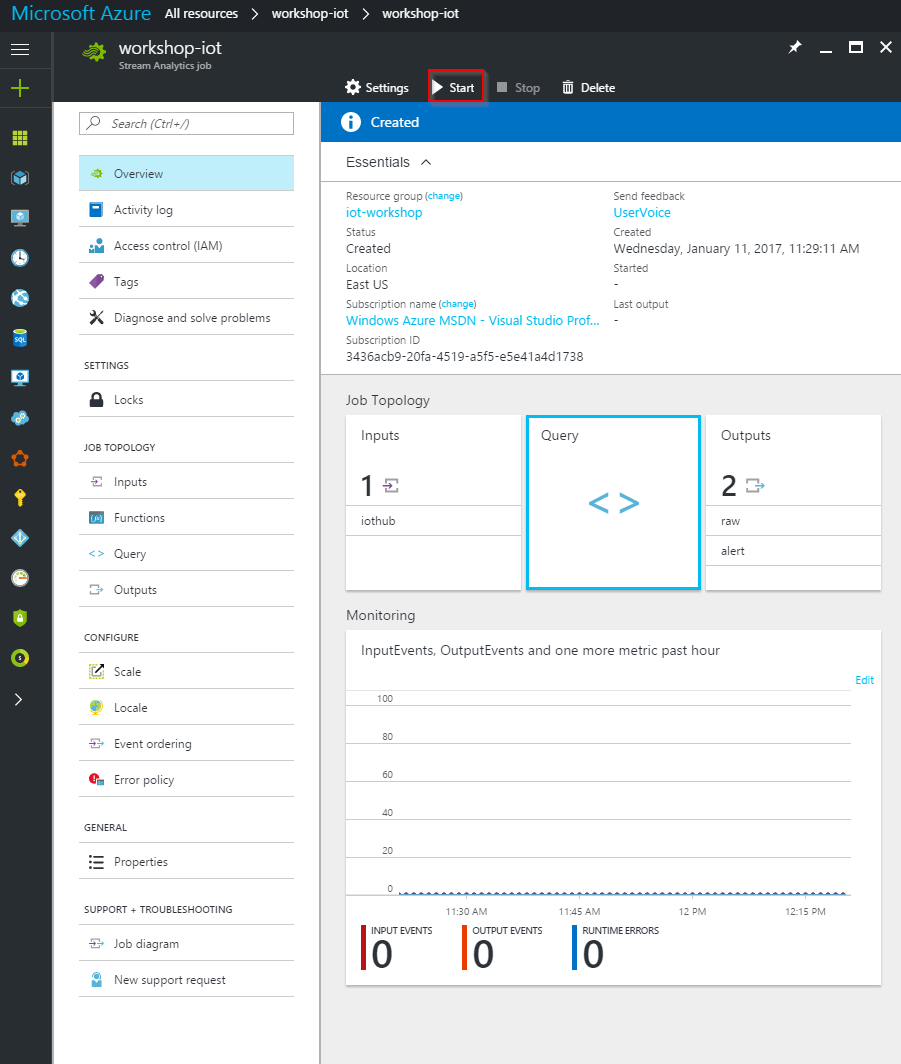 Microsoft Azure All resources > workshop-iot > workshop-iot
workshop-iot
Stream Analytics job
Settings Start Stop Delete
Search (Ctrl+/)
Overview
Activity log
Access control (IAM)
Tags
Diagnose and solve problems
SETTINGS
Locks
JOB TOPOLOGY
Inputs
Functions
Query
Outputs
CONFIGURE
Scale
Locale
Event ordering
Error policy
GENERAL
Properties
SUPPORT + TROUBLESHOOTING
Job diagram
New support request
Created
Essentials
Resource group (change)
iot-workshop
Status
Created
Location
East US
Subscription name (change)
Windows Azure MSDN - Visual Studio Prof...
Subscription ID
3436acb9-20fa-4519-a5f5-e5e41a4d1738
Send feedback
UserVoice
Created
Wednesday, January 11, 2017, 11:29:11 AM
Started
-
Last output
-
Job Topology
Inputs
1
iothub
Query
< >
Outputs
2
raw
alert
Monitoring
InputEvents, OutputEvents and one more metric past hour
Edit
100
80
60
40
20
0
11:30 AM 11:45 AM 12 PM 12:15 PM
INPUT EVENTS
0
OUTPUT EVENTS
0
RUNTIME ERRORS
0